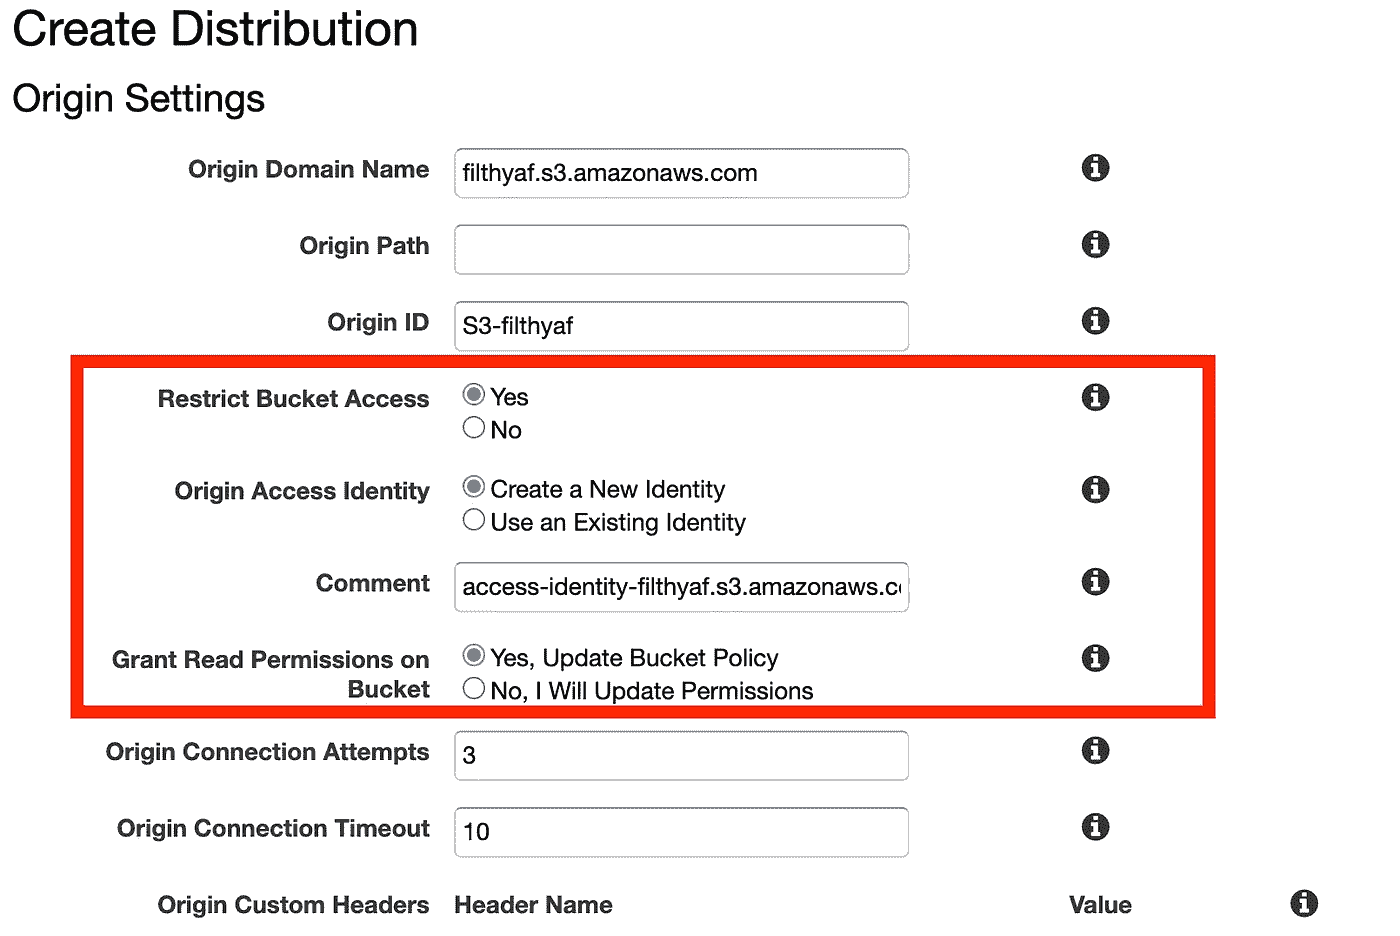 Create Distribution
Origin Settings
Origin Domain Name filthyaf.s3.amazonaws.com
Origin Path
Origin ID S3-filthyaf
Restrict Bucket Access Yes
No
Origin Access Identity Create a New Identity
Use an Existing Identity
Comment access-identity-filthyaf.s3.amazonaws.c
Grant Read Permissions on Yes, Update Bucket Policy
Bucket No, I Will Update Permissions
Origin Connection Attempts 3
Origin Connection Timeout 10
Origin Custom Headers Header Name Value